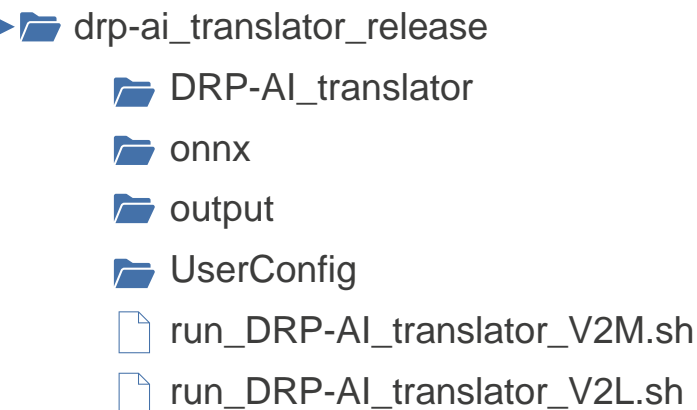 drp-ai_translator_release
DRP-AI_translator
onnx
output
UserConfig
run_DRP-AI_translator_V2M.sh
run_DRP-AI_translator_V2L.sh